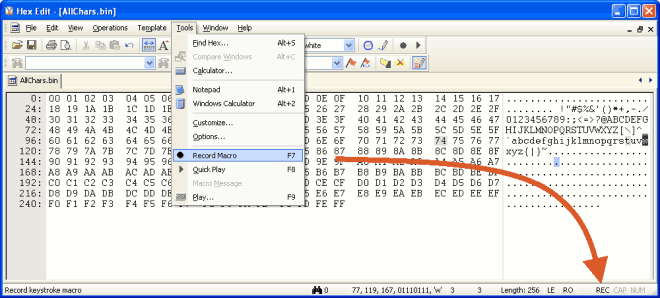 Hex Edit - [AllChars.bin]
File Edit View Operations Template Tools Window Help
white
AllChars.bin
Find Hex... Alt+S
Compare Windows Alt+C
Calculator...
Notepad Alt+1
Windows Calculator Alt+2
Customize...
Options...
Record Macro F7
Quick Play F8
Macro Message
Play... F9
0: 00 01 02 03 04 05 0E 0F 10 11 12 13 14 15 16 17
24: 18 19 1A 1B 1C 1D 26 27 28 29 2A 2B 2C 2D 2E 2F ........ !"#$%&'()*+,-./
48: 30 31 32 33 34 35 3E 3F 40 41 42 43 44 45 46 47 0123456789:;<=>?@ABCDEFG
72: 48 49 4A 4B 4C 4D 56 57 58 59 5A 5B 5C 5D 5E 5F HIJKLMNOPQRSTUVWXYZ[\]^_
96: 60 61 62 63 64 65 6E 6F 70 71 72 73 74 75 76 77 `abcdefghijklmnopqrstuvw
120: 78 79 7A 7B 7C 7D 86 87 88 89 8A 8B 8C 8D 8E 8F xyz{|}~
144: 90 91 92 93 94 95 A4 A5 A6 A7
168: A8 A9 AA AB AC AD B6 B7 B8 B9 BA BB BC BD BE
192: C0 C1 C2 C3 C4 C5 CE CF D0 D1 D2 D3 D4 D5 D6 D7
216: D8 D9 DA DB DC DD E6 E7 E8 E9 EA EB EC ED EE EF
240: F0 F1 F2 F3 F4 F5 FD FE FF
Record keystroke macro 0 77, 119, 167, 01110111, 'w' 3 3 Length: 256 LE RO REC CAP NUM